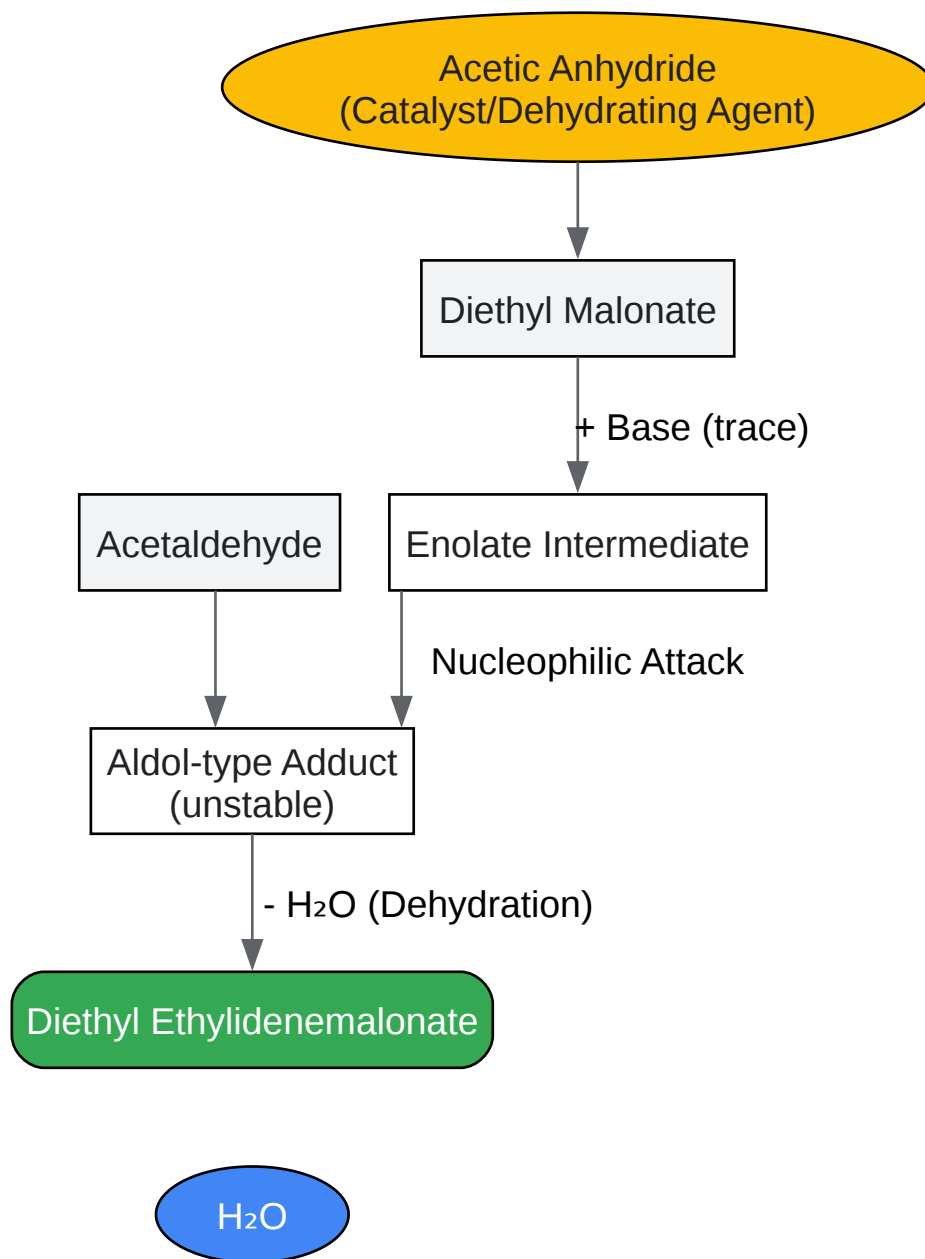 Acetic Anhydride
(Catalyst/Dehydrating Agent)
Diethyl Malonate
+ Base (trace)
Acetaldehyde
Enolate Intermediate
Nucleophilic Attack
Aldol-type Adduct
(unstable)
- H₂O (Dehydration)
Diethyl Ethylidenemalonate
H₂O